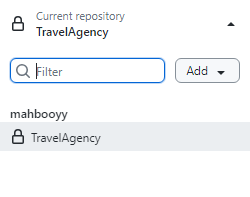 Current repository
TravelAgency
Filter
Add
mahbooyy
TravelAgency